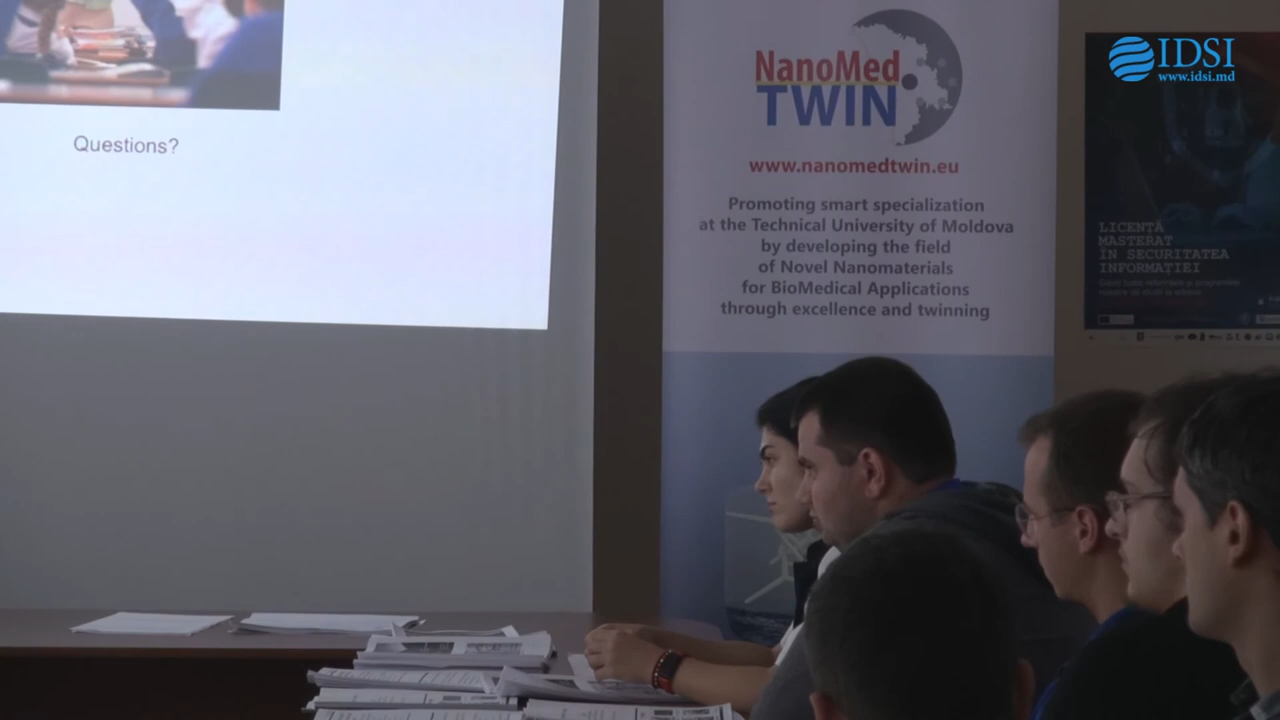 Questions?
NanoMed
TWIN
www.nanomedtwin.eu
Promoting smart specialization
at the Technical University of Moldova
by developing the field
of Novel Nanomaterials
for BioMedical Applications
through excellence and twinning
IDSI
www.idsi.md
LICENȚĂ
MASTERAT
ÎN SECURITATEA
INFORMAȚIEI